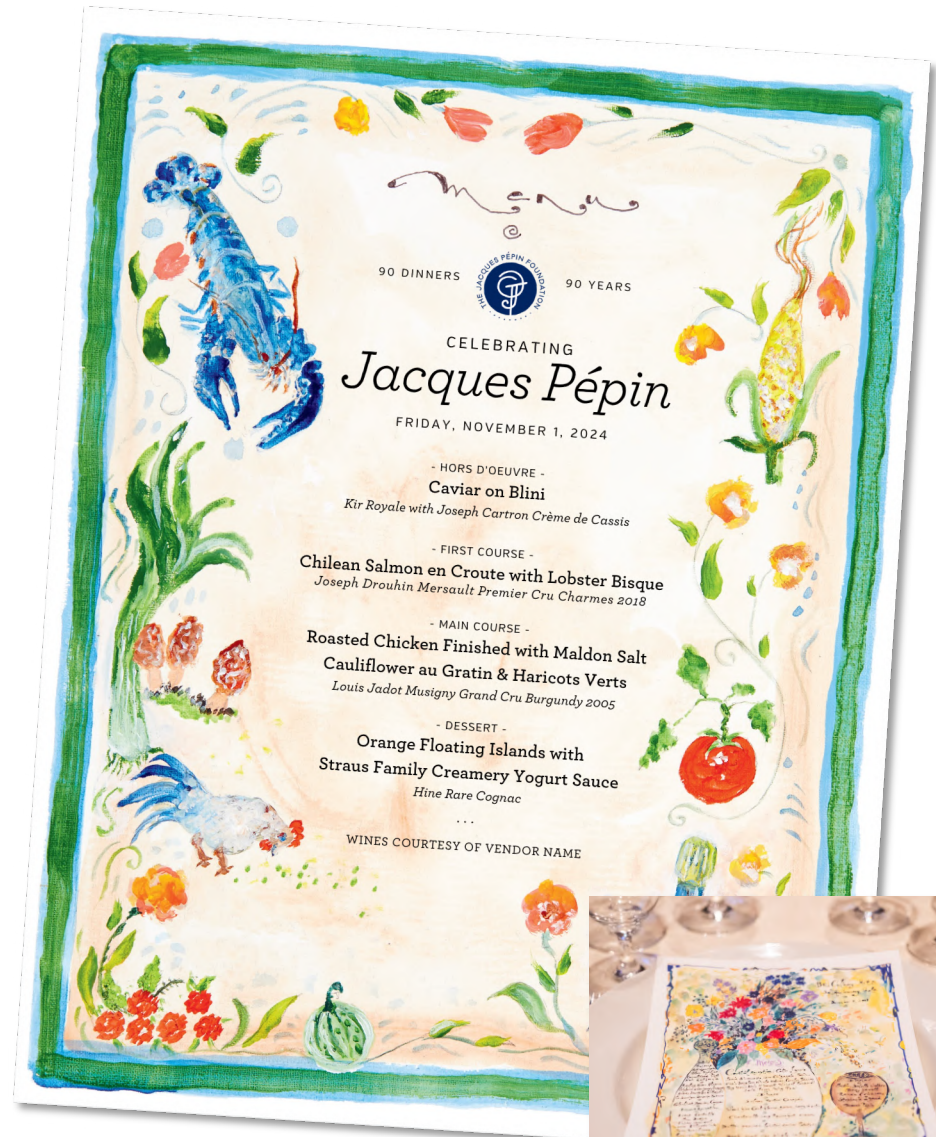 Menu
90 DINNERS
THE JACQUES PÉPIN FOUNDATION
90 YEARS
CELEBRATING
Jacques Pépin
FRIDAY, NOVEMBER 1, 2024
- HORS D'OEUVRE -
Caviar on Blini
Kir Royale with Joseph Cartron Crème de Cassis
- FIRST COURSE -
Chilean Salmon en Croute with Lobster Bisque
Joseph Drouhin Mersault Premier Cru Charmes 2018
- MAIN COURSE -
Roasted Chicken Finished with Maldon Salt
Cauliflower au Gratin & Haricots Verts
Louis Jadot Musigny Grand Cru Burgundy 2005
- DESSERT -
Orange Floating Islands with
Straus Family Creamery Yogurt Sauce
Hine Rare Cognac
...
WINES COURTESY OF VENDOR NAME